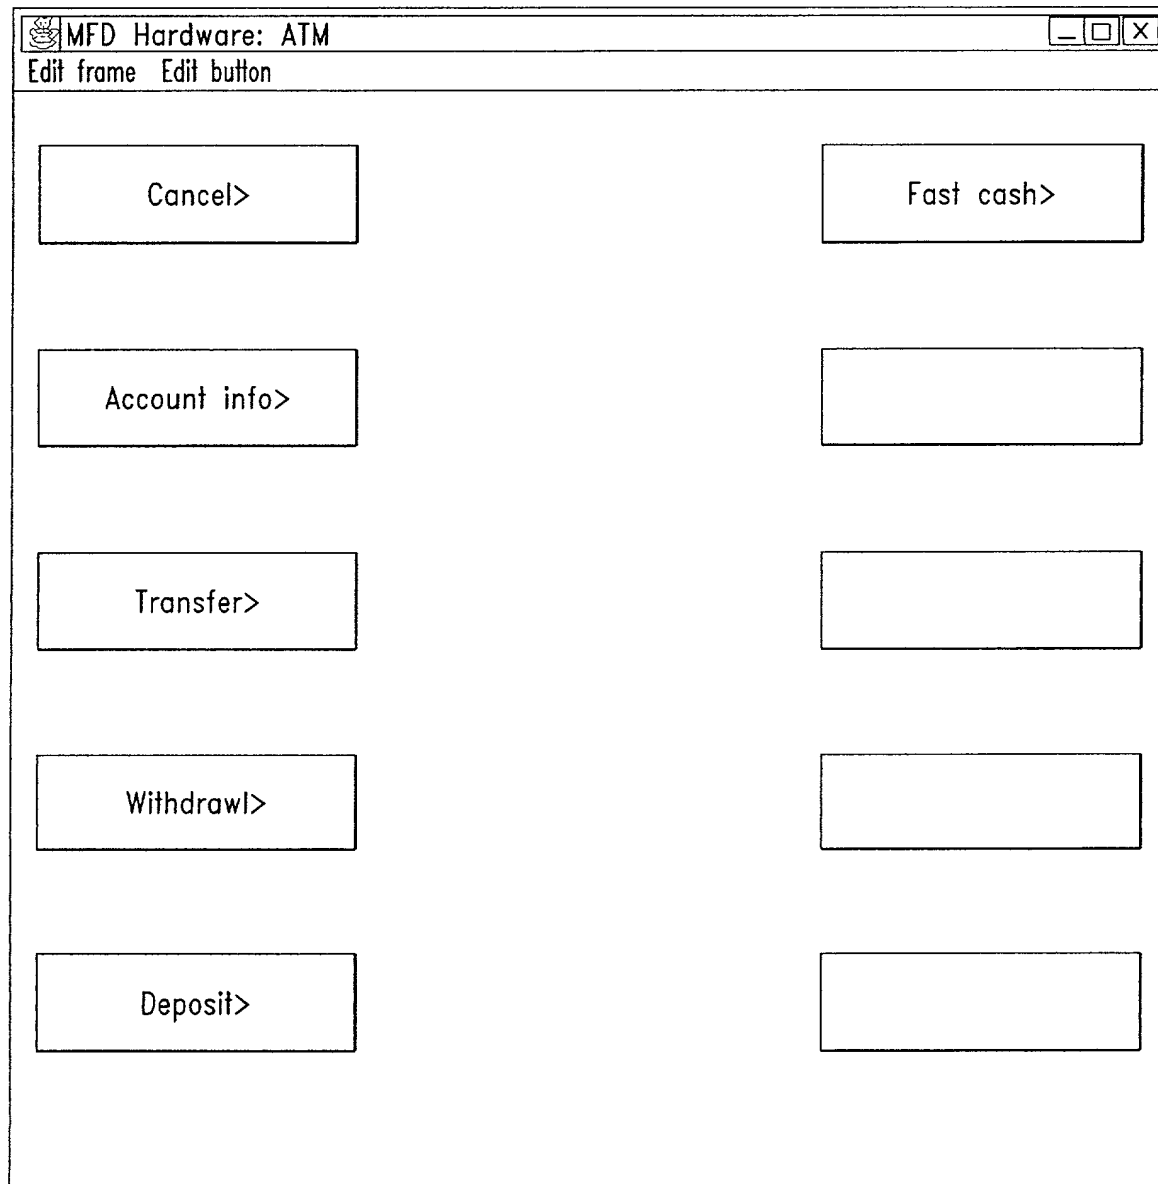 MFD Hardware: ATM
Edit frame Edit button
Cancel>
Fast cash>
Account info>
Transfer>
Withdrawl>
Deposit>